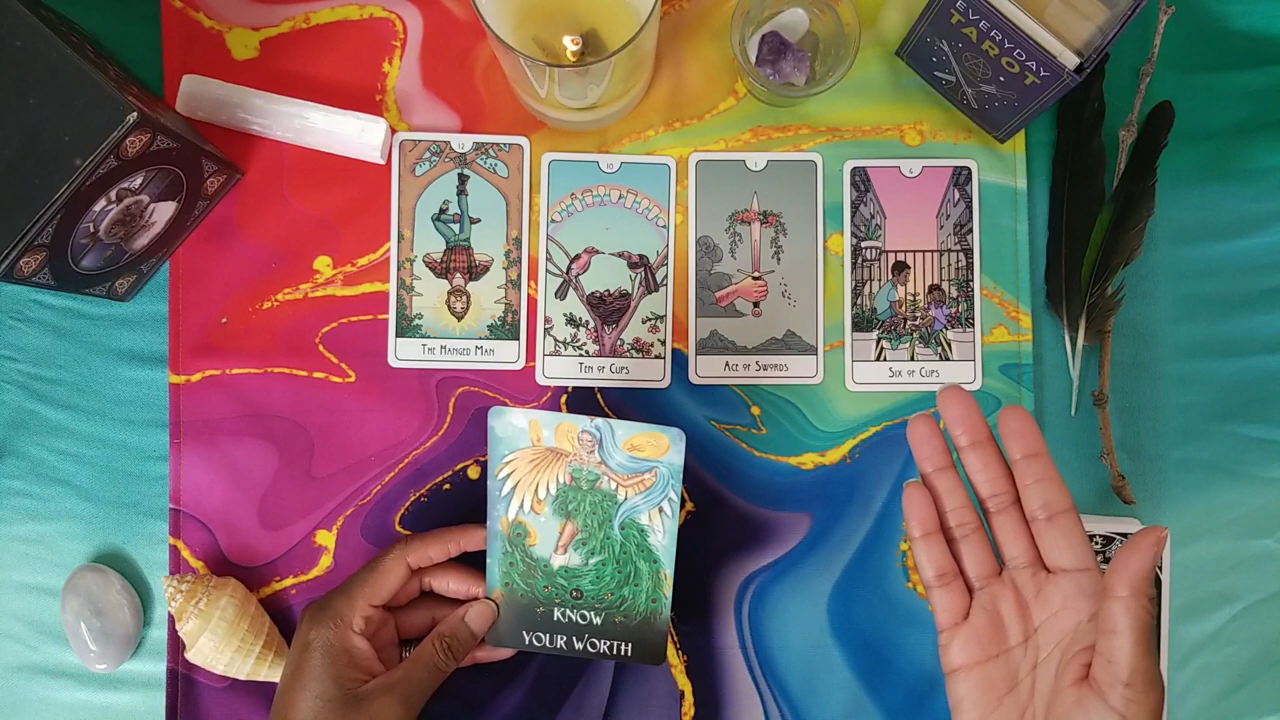 EVERYDAY
TAROT
12
THE HANGED MAN
10
TEN OF CUPS
1
ACE OF SWORDS
6
SIX OF CUPS
KNOW
YOUR WORTH